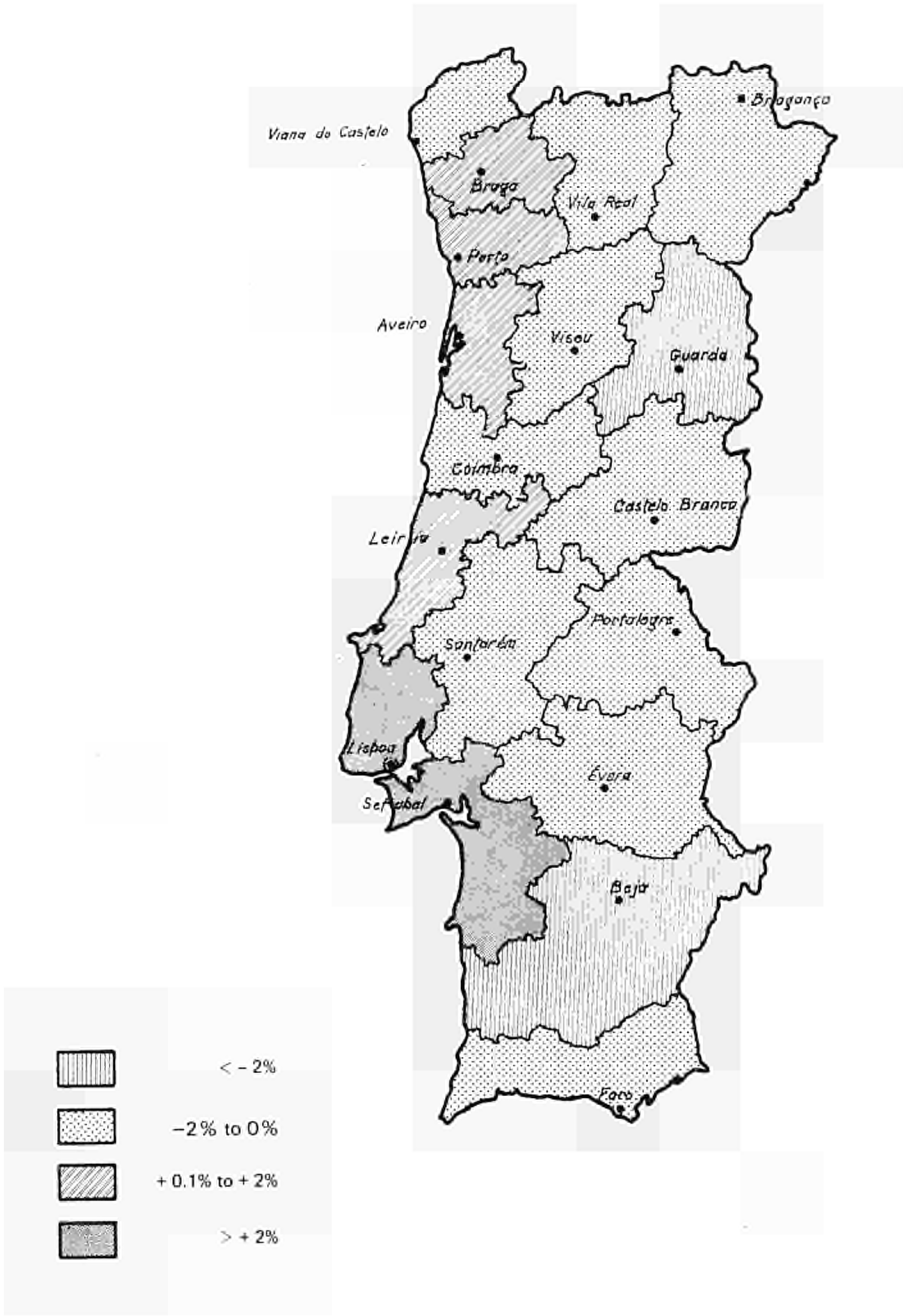 Bragança
Viana do Castelo
Braga
Vila Real
Porto
Aveiro
Viseu
Guarda
Coimbra
Castelo Branco
Leiria
Portalegre
Santarém
Lisboa
Évora
Setúbal
Beja
Faro
< - 2%
-2% to 0%
+ 0.1% to + 2%
> + 2%